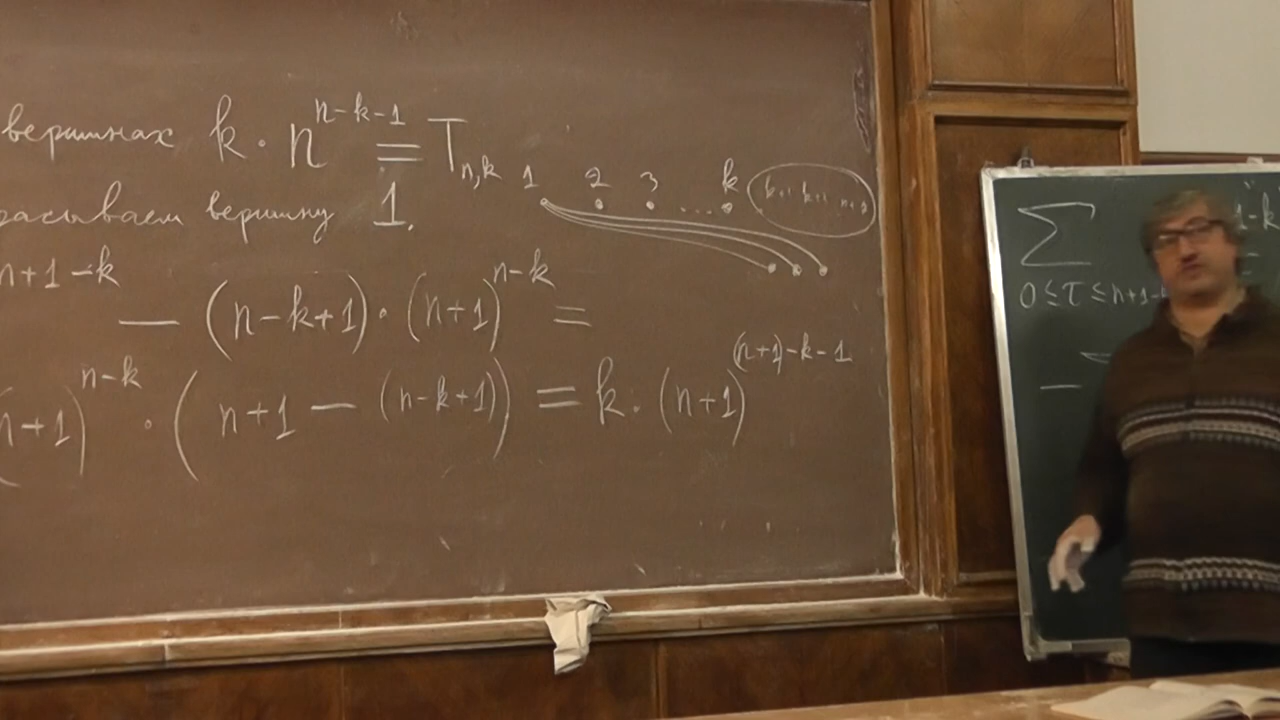 вершинах k · n^{n-k-1} = T_{n,k}
вершину 1.
1 2 3 .... k
n+1-k
— (n-k+1) · (n+1)^{n-k} =
(n+1)^{n-k} · (n+1 — (n-k+1)) = k · (n+1)^{(n+1)-k-1}
∑
0 ≤ τ ≤ n+1-